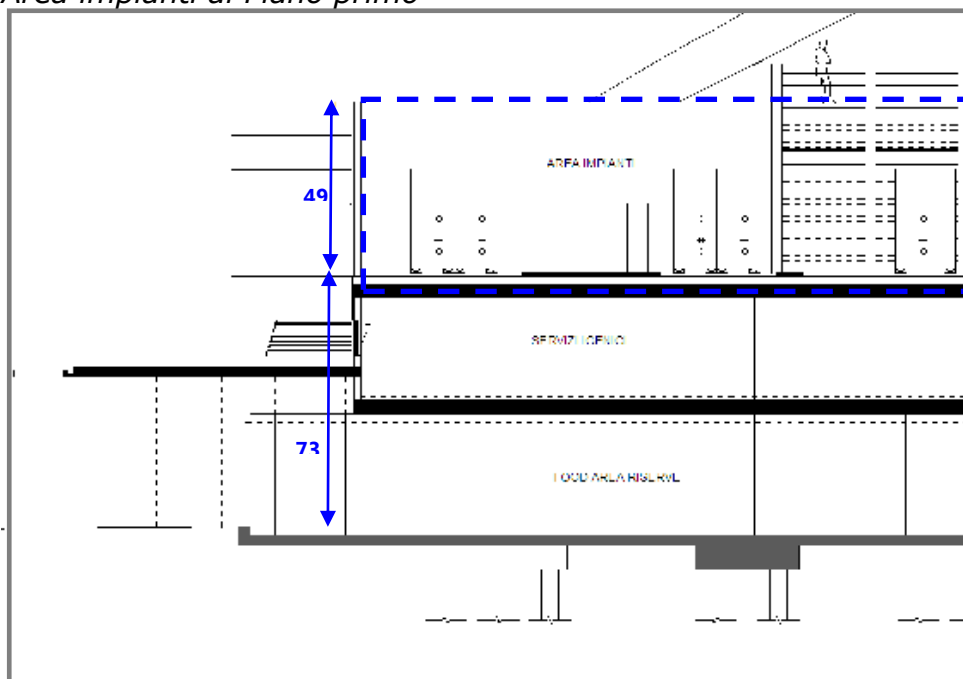 Area impianti al Piano primo
AREA IMPIANTI
49
SERVIZI IGENICI
73
FOOD AREA RISERVE